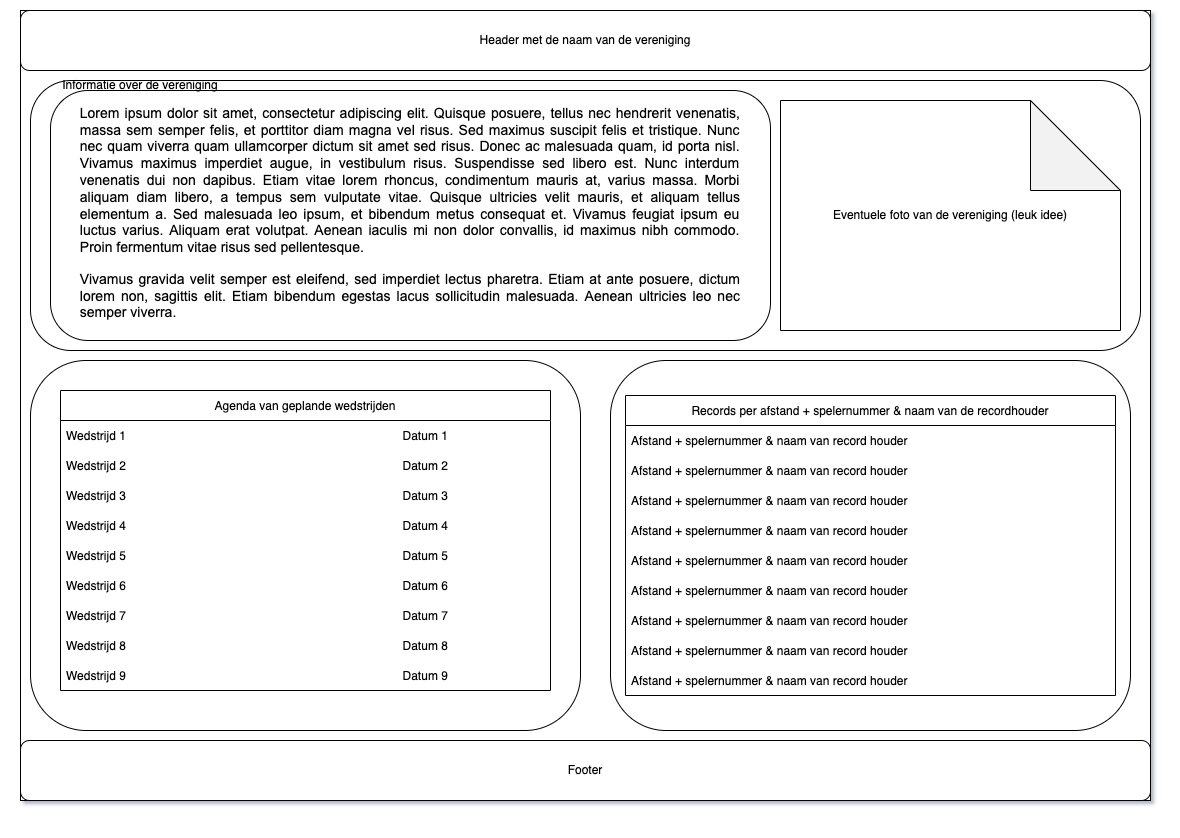 Header met de naam van de vereniging
Informatie over de vereniging
Lorem ipsum dolor sit amet, consectetur adipiscing elit. Quisque posuere, tellus nec hendrerit venenatis,
massa sem semper felis, et porttitor diam magna vel risus. Sed maximus suscipit felis et tristique. Nunc
nec quam viverra quam ullamcorper dictum sit amet sed risus. Donec ac malesuada quam, id porta nisl.
Vivamus maximus imperdiet augue, in vestibulum risus. Suspendisse sed libero est. Nunc interdum
venenatis dui non dapibus. Etiam vitae lorem rhoncus, condimentum mauris at, varius massa. Morbi
aliquam diam libero, a tempus sem vulputate vitae. Quisque ultricies velit mauris, et aliquam tellus
elementum a. Sed malesuada leo ipsum, et bibendum metus consequat et. Vivamus feugiat ipsum eu
luctus varius. Aliquam erat volutpat. Aenean iaculis mi non dolor convallis, id maximus nibh commodo.
Proin fermentum vitae risus sed pellentesque.
Vivamus gravida velit semper est eleifend, sed imperdiet lectus pharetra. Etiam at ante posuere, dictum
lorem non, sagittis elit. Etiam bibendum egestas lacus sollicitudin malesuada. Aenean ultricies leo nec
semper viverra.
Eventuele foto van de vereniging (leuk idee)
Agenda van geplande wedstrijden
Wedstrijd 1 Datum 1
Wedstrijd 2 Datum 2
Wedstrijd 3 Datum 3
Wedstrijd 4 Datum 4
Wedstrijd 5 Datum 5
Wedstrijd 6 Datum 6
Wedstrijd 7 Datum 7
Wedstrijd 8 Datum 8
Wedstrijd 9 Datum 9
Records per afstand + spelernummer & naam van de recordhouder
Afstand + spelernummer & naam van record houder
Afstand + spelernummer & naam van record houder
Afstand + spelernummer & naam van record houder
Afstand + spelernummer & naam van record houder
Afstand + spelernummer & naam van record houder
Afstand + spelernummer & naam van record houder
Afstand + spelernummer & naam van record houder
Afstand + spelernummer & naam van record houder
Afstand + spelernummer & naam van record houder
Footer